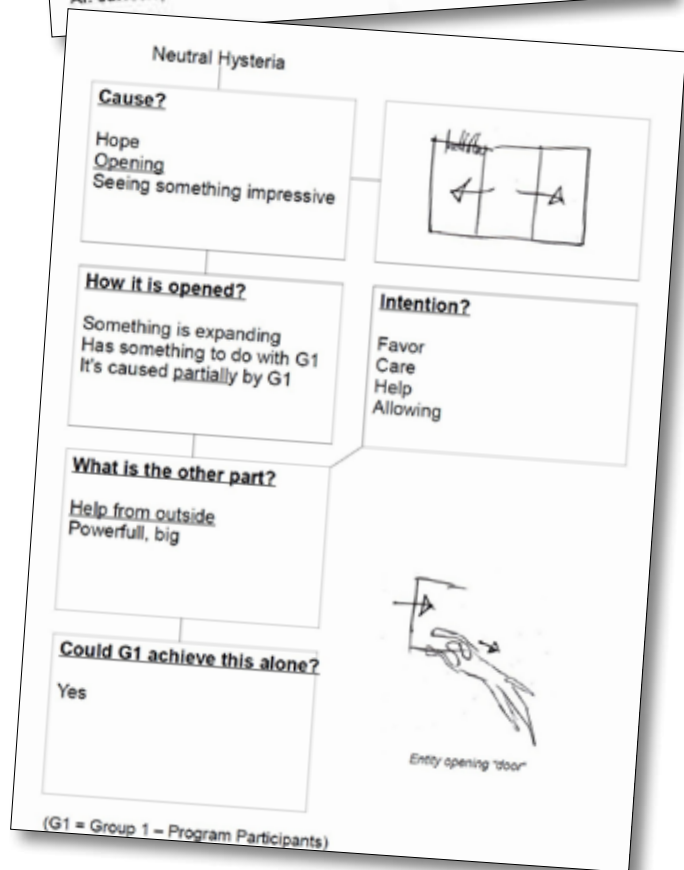 Neutral Hysteria
Cause?
Hope
Opening
Seeing something impressive
How it is opened?
Something is expanding
Has something to do with G1
It's caused partially by G1
Intention?
Favor
Care
Help
Allowing
What is the other part?
Help from outside
Powerfull, big
Could G1 achieve this alone?
Yes
Entity opening "door"
(G1 = Group 1 – Program Participants)